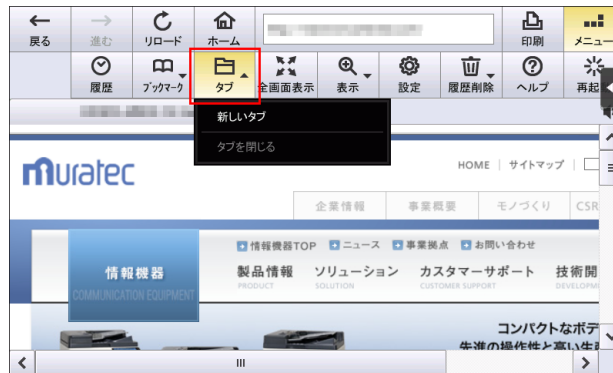 戻る 進む リロード ホーム 印刷 メニュー
履歴 ブックマーク タブ 全画面表示 表示 設定 履歴削除 ヘルプ 再起
新しいタブ
タブを閉じる
muratec
HOME サイトマップ
企業情報 事業概要 モノづくり CSR
情報機器TOP ニュース 事業拠点 お問い合わせ
情報機器 製品情報 ソリューション カスタマーサポート 技術開
COMMUNICATION EQUIPMENT PRODUCT SOLUTION CUSTOMER SUPPORT DEVELOPM
コンパクトなボデ
先進の操作性と高い生産